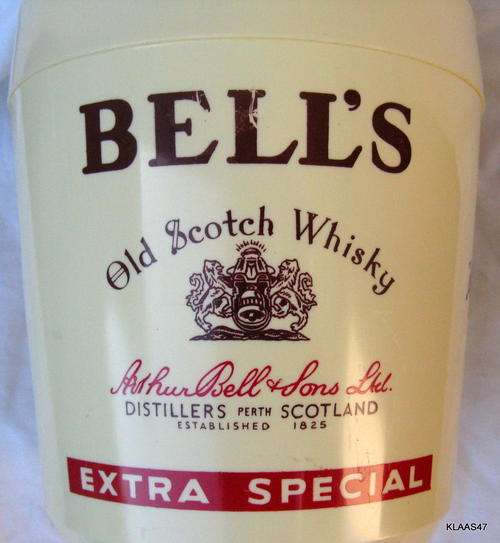 BELL'S
Old Scotch Whisky
Arthur Bell & Sons Ltd.
DISTILLERS PERTH SCOTLAND
ESTABLISHED 1825
EXTRA SPECIAL
KLAAS47